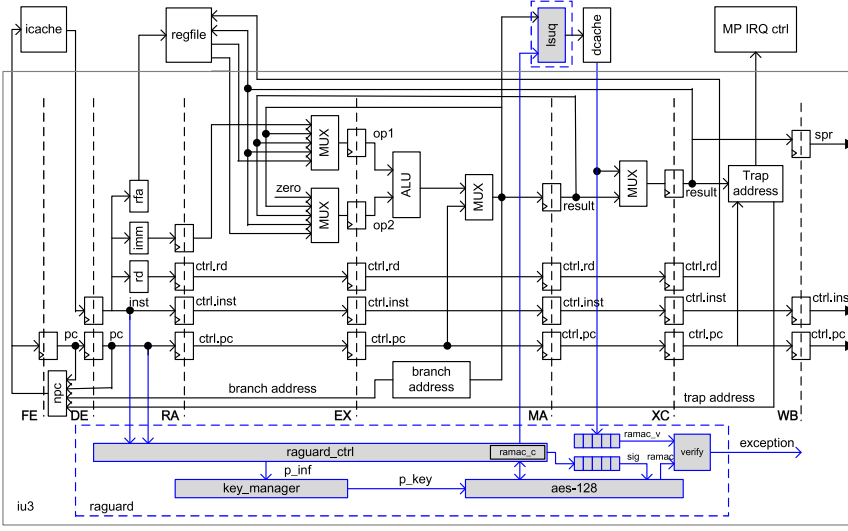 icache
regfile
lsuq
dcache
MP IRQ ctrl
MUX
op1
spr
zero
MUX
op2
ALU
MUX
result
MUX
result
Trap
address
rfa
imm
rd
ctrl.rd
ctrl.rd
ctrl.rd
ctrl.rd
inst
ctrl.inst
ctrl.inst
ctrl.inst
ctrl.inst
ctrl.ins
pc
pc
ctrl.pc
ctrl.pc
ctrl.pc
ctrl.pc
ctrl.pc
npc
branch address
branch
address
trap address
FE
DE
RA
EX
MA
XC
WB
raguard_ctrl
ramac_c
ramac_v
sig
ramac
verify
exception
p_inf
key_manager
p_key
aes-128
iu3
raguard